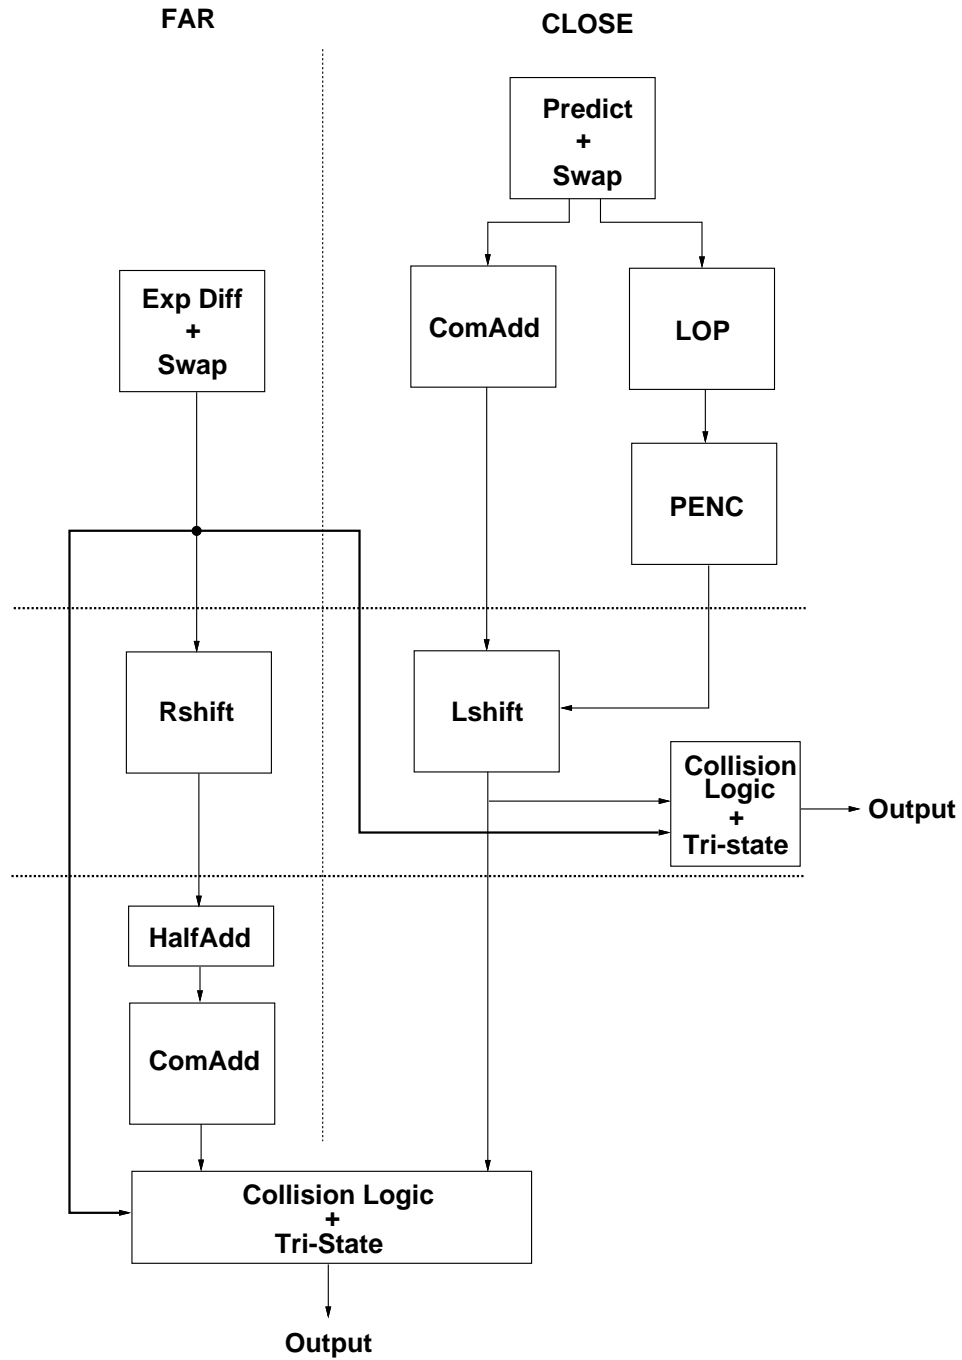 FAR
CLOSE
Predict
+
Swap
Exp Diff
+
Swap
ComAdd
LOP
PENC
Rshift
Lshift
Collision
Logic
+
Tri-state
Output
HalfAdd
ComAdd
Collision Logic
+
Tri-State
Output